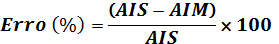 Erro (%) = (AIS − AIM) / AIS × 100